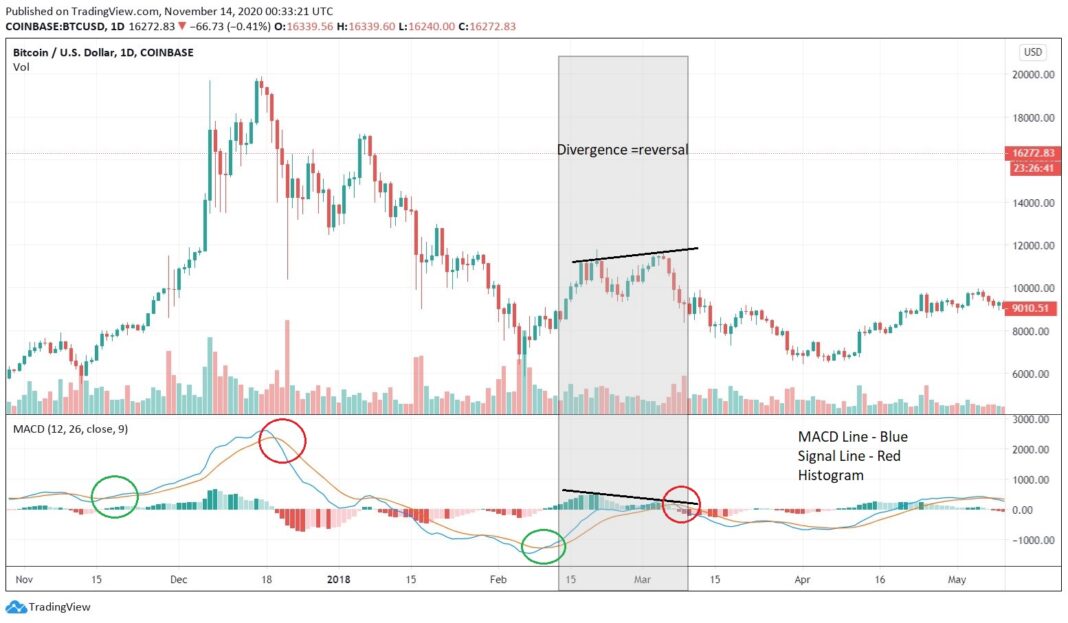 Published on TradingView.com, November 14, 2020 00:33:21 UTC
COINBASE:BTCUSD, 1D 16272.83 ▼ −66.73 (−0.41%) O:16339.56 H:16339.60 L:16240.00 C:16272.83
Bitcoin / U.S. Dollar, 1D, COINBASE
USD
Vol
20000.00
18000.00
Divergence =reversal
16272.83
23:26:41
14000.00
12000.00
10000.00
9010.51
8000.00
6000.00
MACD (12, 26, close, 9)
3000.00
MACD Line - Blue
2000.00
Signal Line - Red
Histogram
1000.00
0.00
−1000.00
Nov 15 Dec 18 2018 15 Feb 15 Mar 15 Apr 16 May
TradingView